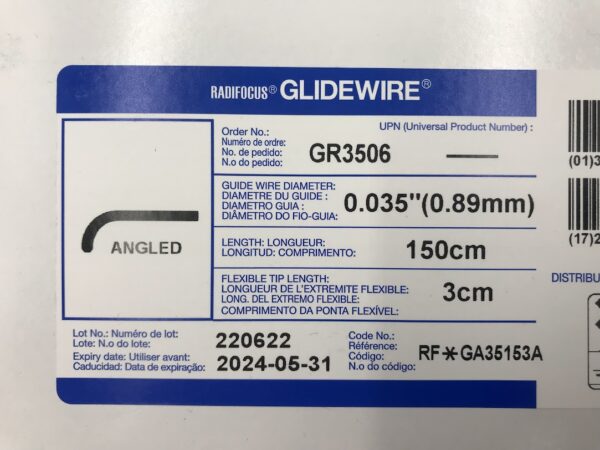 RADIFOCUS® GLIDEWIRE®
ANGLED
Order No.:
Numéro de ordre:
No. de pedido:
N.o do pedido:
GR3506
UPN (Universal Product Number) :
—
GUIDE WIRE DIAMETER:
DIAMETRE DU GUIDE :
DIAMETRO GUIA :
DIÂMETRO DO FIO-GUIA:
0.035"(0.89mm)
LENGTH: LONGUEUR:
LONGITUD: COMPRIMENTO:
150cm
FLEXIBLE TIP LENGTH:
LONGUEUR DE L'EXTREMITE FLEXIBLE:
LONG. DEL EXTREMO FLEXIBLE:
COMPRIMENTO DA PONTA FLEXÍVEL:
3cm
Lot No.: Numéro de lot:
Lote: N.o do lote:
220622
Expiry date: Utiliser avant:
Caducidad: Data de expiração:
2024-05-31
Code No.:
Référence:
Código:
N.o do código:
RF*GA35153A
(01)3
(17)2
DISTRIBU